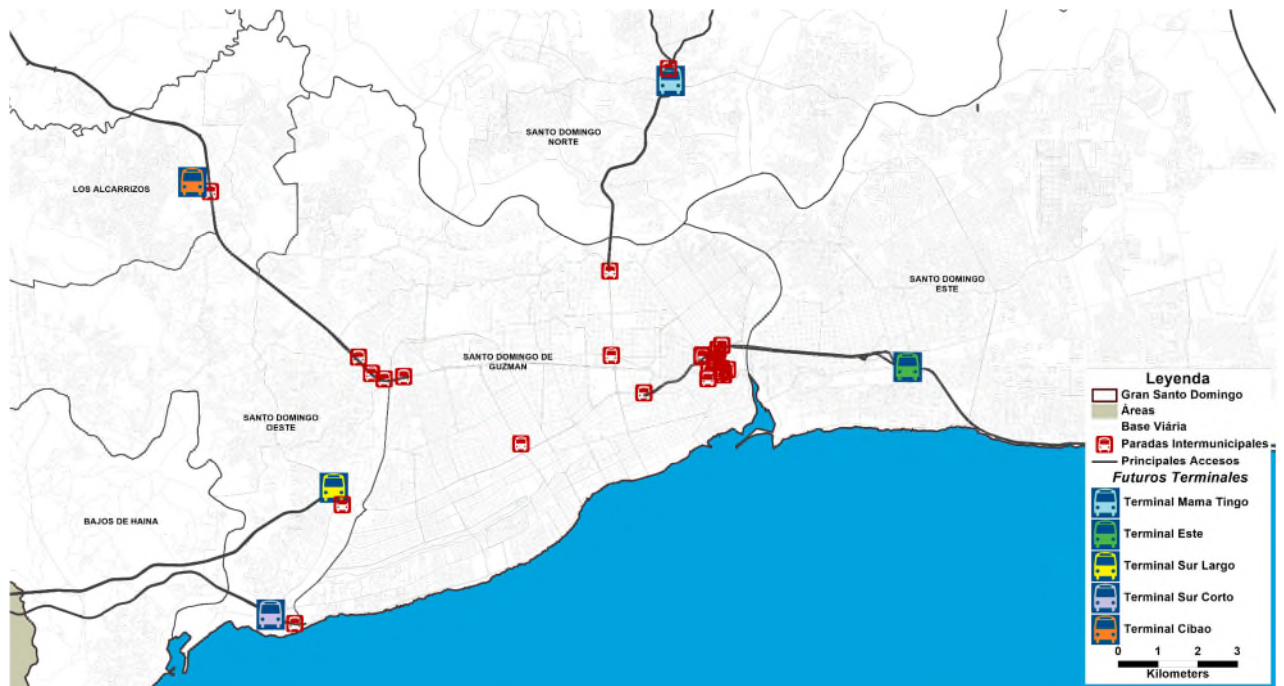 SANTO DOMINGO
NORTE
LOS ALCARRIZOS
SANTO DOMINGO
ESTE
SANTO DOMINGO DE
GUZMAN
SANTO DOMINGO
OESTE
BAJOS DE HAINA
Leyenda
Gran Santo Domingo
Áreas
Base Viária
Paradas Intermunicipales
Principales Accesos
Futuros Terminales
Terminal Mama Tingo
Terminal Este
Terminal Sur Largo
Terminal Sur Corto
Terminal Cibao
0 1 2 3
Kilometers